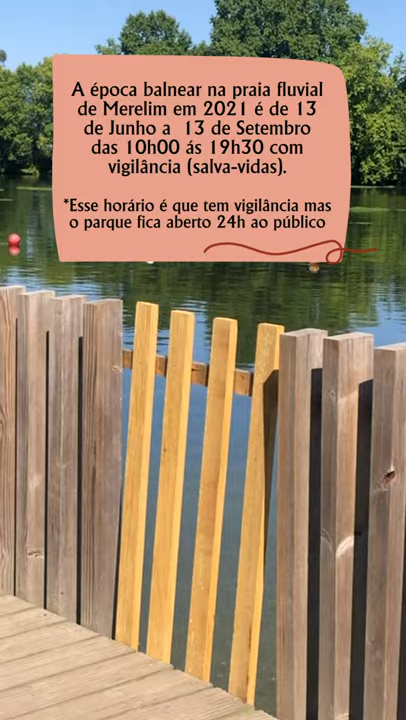 A época balnear na praia fluvial
de Merelim em 2021 é de 13
de Junho a 13 de Setembro
das 10h00 ás 19h30 com
vigilância (salva-vidas).
*Esse horário é que tem vigilância mas
o parque fica aberto 24h ao público